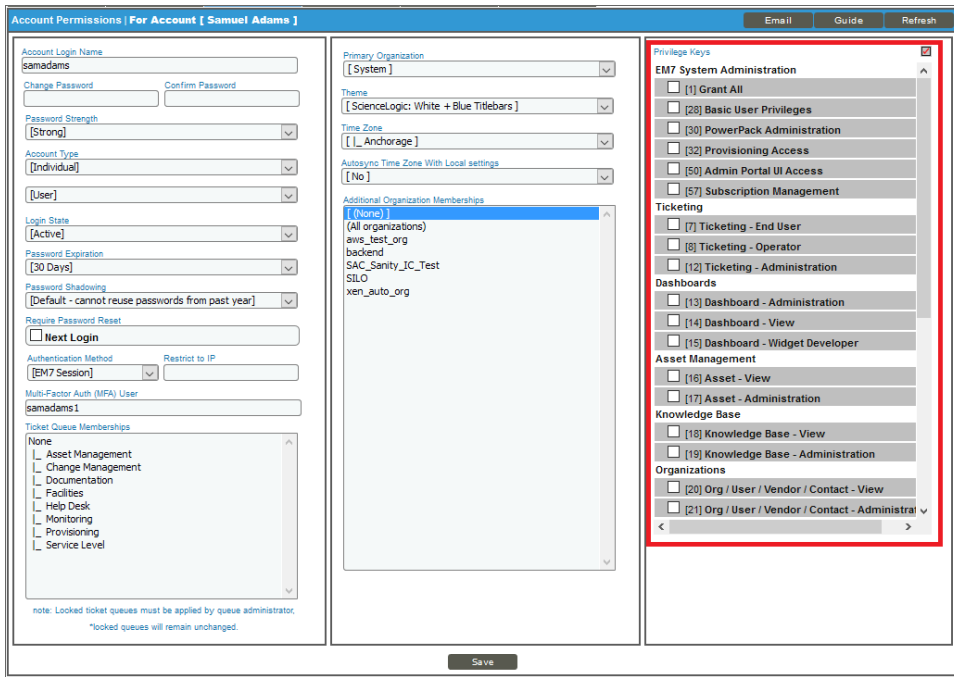 Account Permissions | For Account [ Samuel Adams ]
Email
Guide
Refresh
Account Login Name
samadams
Change Password
Confirm Password
Password Strength
[Strong]
Account Type
[Individual]
[User]
Login State
[Active]
Password Expiration
[30 Days]
Password Shadowing
[Default - cannot reuse passwords from past year]
Require Password Reset
Next Login
Authentication Method
Restrict to IP
[EM7 Session]
Multi-Factor Auth (MFA) User
samadams1
Ticket Queue Memberships
None
|_ Asset Management
|_ Change Management
|_ Documentation
|_ Facilities
|_ Help Desk
|_ Monitoring
|_ Provisioning
|_ Service Level
note: Locked ticket queues must be applied by queue administrator,
*locked queues will remain unchanged.
Primary Organization
[ System ]
Theme
[ ScienceLogic: White + Blue Titlebars ]
Time Zone
[ |_ Anchorage ]
Autosync Time Zone With Local settings
[ No ]
Additional Organization Memberships
[ (None) ]
(All organizations)
aws_test_org
backend
SAC_Sanity_IC_Test
SILO
xen_auto_org
Privilege Keys
EM7 System Administration
[1] Grant All
[28] Basic User Privileges
[30] PowerPack Administration
[32] Provisioning Access
[50] Admin Portal UI Access
[57] Subscription Management
Ticketing
[7] Ticketing - End User
[8] Ticketing - Operator
[12] Ticketing - Administration
Dashboards
[13] Dashboard - Administration
[14] Dashboard - View
[15] Dashboard - Widget Developer
Asset Management
[16] Asset - View
[17] Asset - Administration
Knowledge Base
[18] Knowledge Base - View
[19] Knowledge Base - Administration
Organizations
[20] Org / User / Vendor / Contact - View
[21] Org / User / Vendor / Contact - Administrat
Save